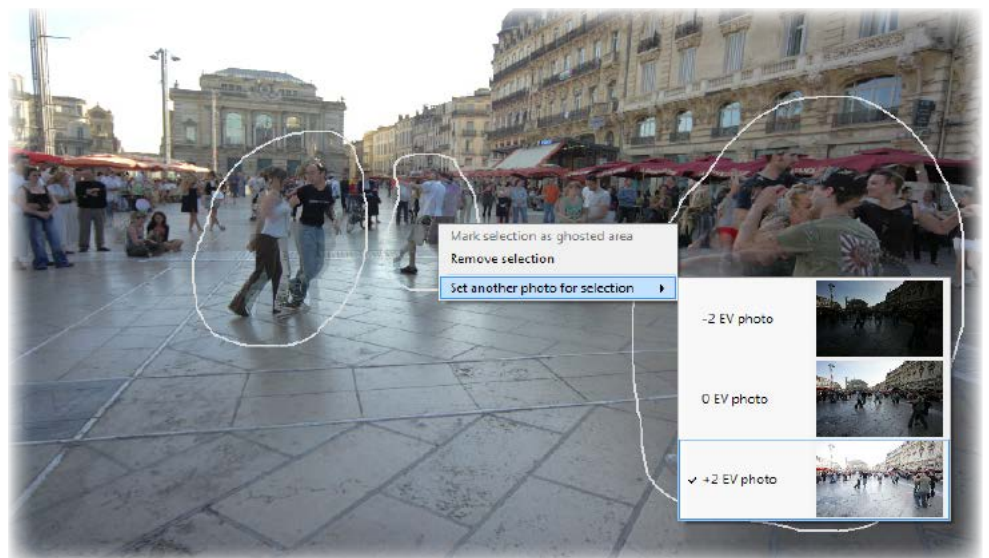 Mark selection as ghosted area
Remove selection
Set another photo for selection
-2 EV photo
0 EV photo
+2 EV photo